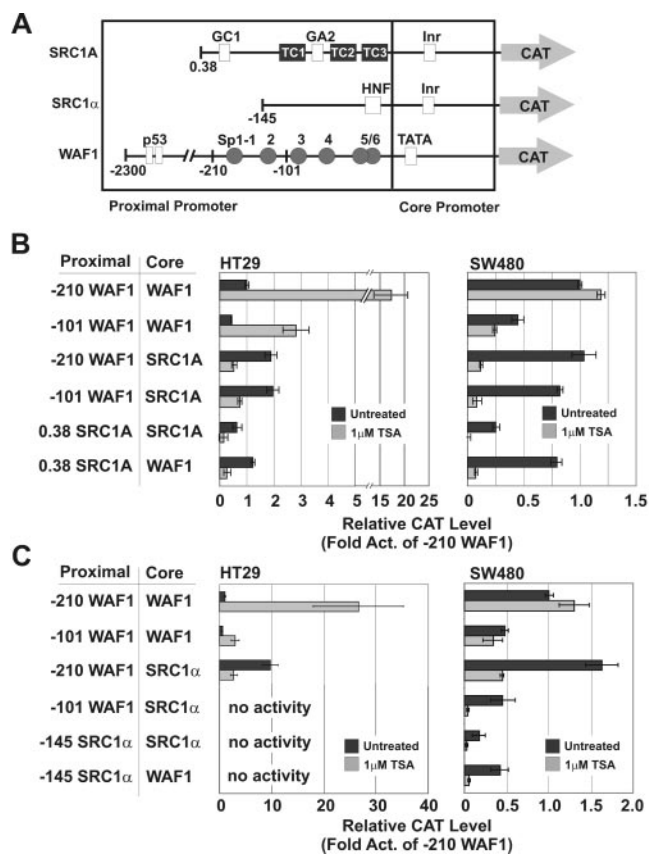 A
GC1 GA2 Inr
SRC1A TC1 TC2 TC3 CAT
0.38
HNF Inr
SRC1α CAT
-145
p53 Sp1-1 2 3 4 5/6 TATA
WAF1 CAT
-2300 -210 -101
Proximal Promoter Core Promoter
B
Proximal Core HT29 SW480
-210 WAF1 WAF1
-101 WAF1 WAF1
-210 WAF1 SRC1A
-101 WAF1 SRC1A
0.38 SRC1A SRC1A
0.38 SRC1A WAF1
Untreated
1μM TSA
Untreated
1μM TSA
0 1 2 3 4 5 15 20 25
0 0.5 1.0 1.5
Relative CAT Level
(Fold Act. of -210 WAF1)
C
Proximal Core HT29 SW480
-210 WAF1 WAF1
-101 WAF1 WAF1
-210 WAF1 SRC1α
-101 WAF1 SRC1α no activity
-145 SRC1α SRC1α no activity
-145 SRC1α WAF1 no activity
Untreated
1μM TSA
Untreated
1μM TSA
0 10 20 30 40
0 0.5 1.0 1.5 2.0
Relative CAT Level
(Fold Act. of -210 WAF1)